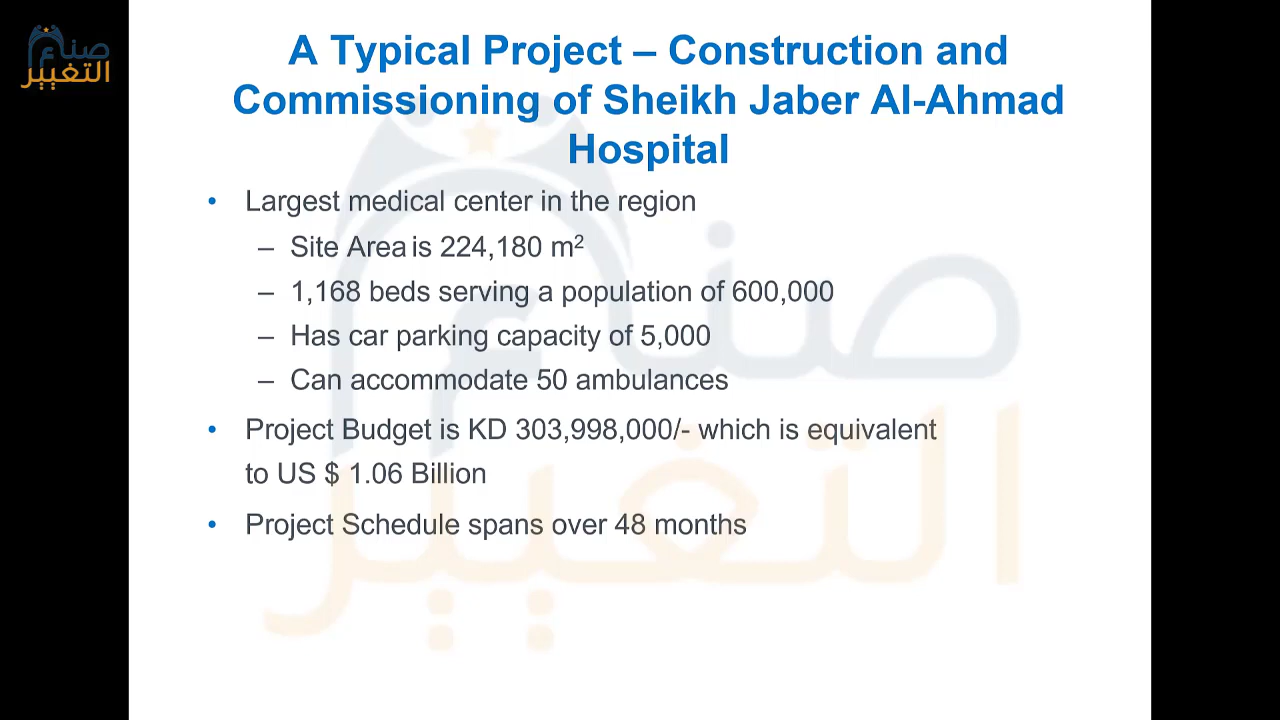 صناع
التغيير
A Typical Project – Construction and
Commissioning of Sheikh Jaber Al-Ahmad
Hospital
• Largest medical center in the region
– Site Area is 224,180 m²
– 1,168 beds serving a population of 600,000
– Has car parking capacity of 5,000
– Can accommodate 50 ambulances
• Project Budget is KD 303,998,000/- which is equivalent
to US $ 1.06 Billion
• Project Schedule spans over 48 months
صناع
التغيير